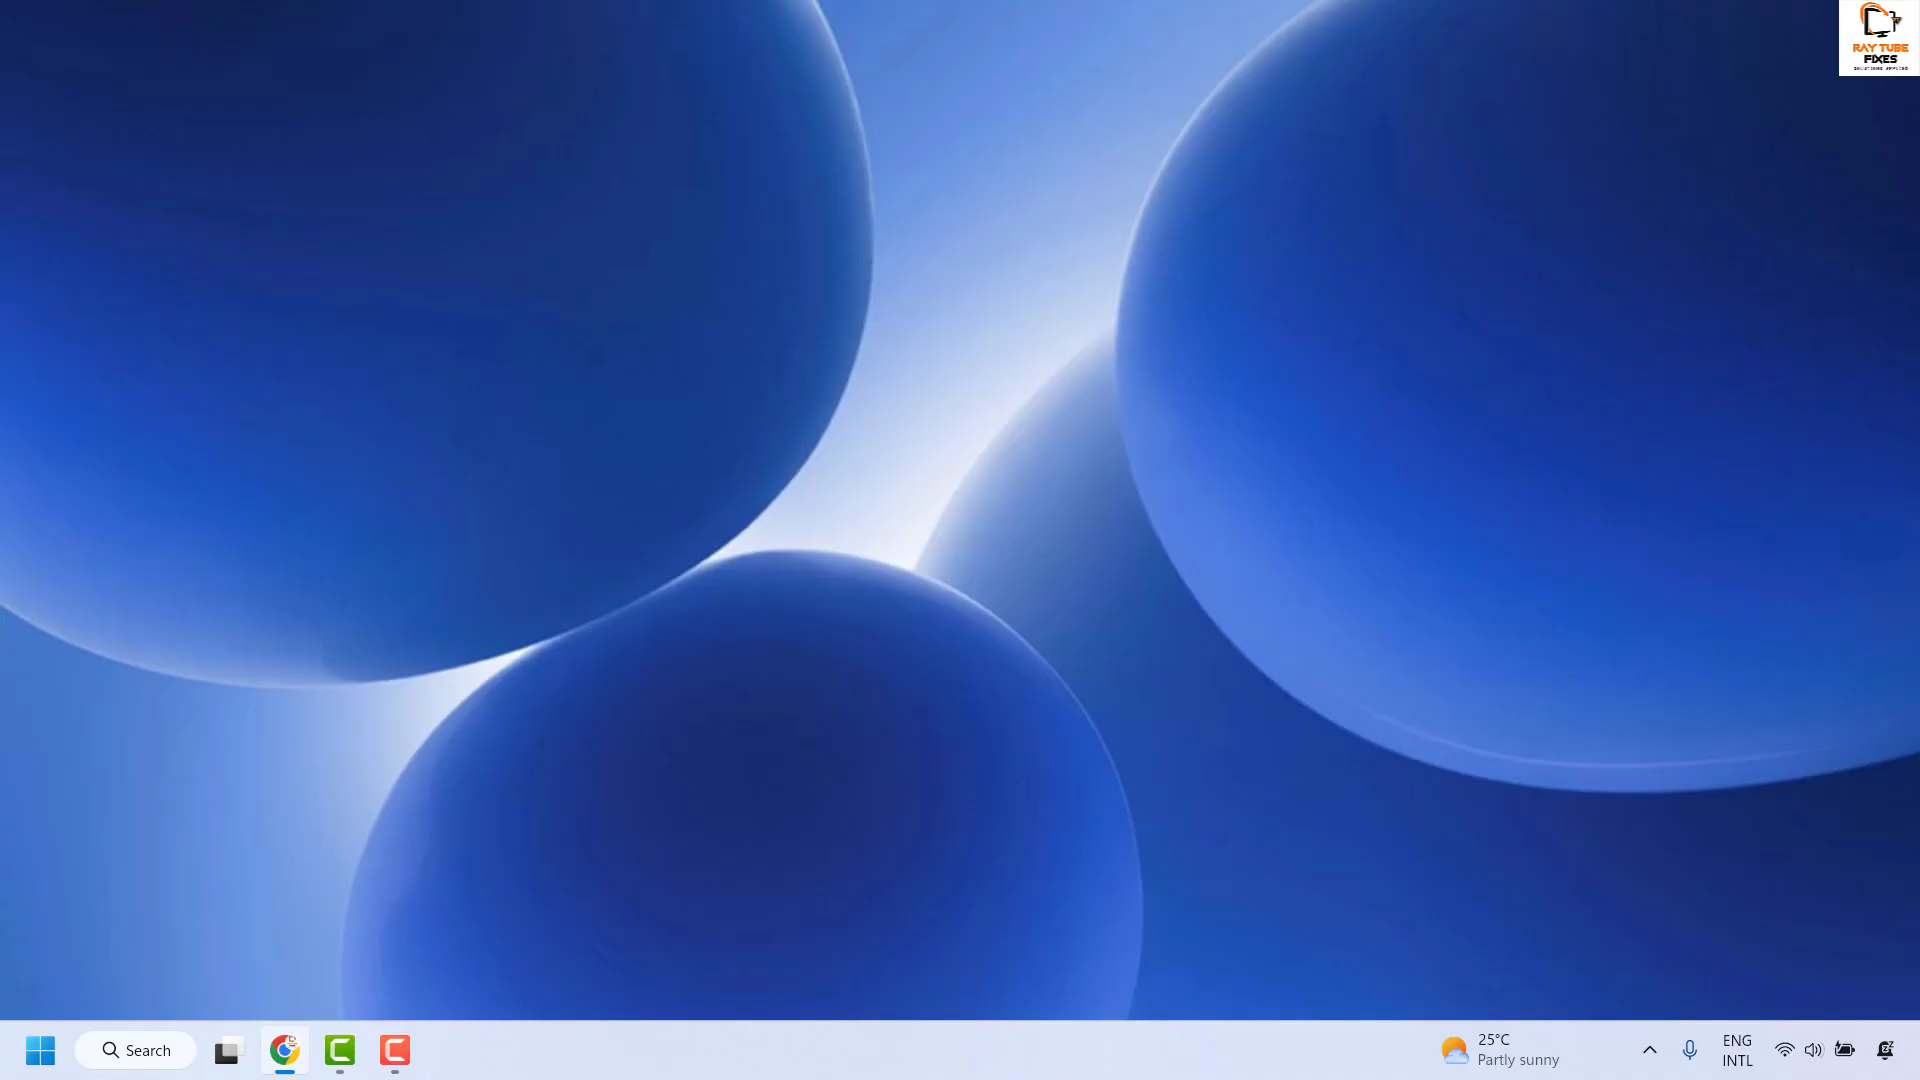 RAY TUBE
FIXES
Search
25°C
Partly sunny
ENG
INTL